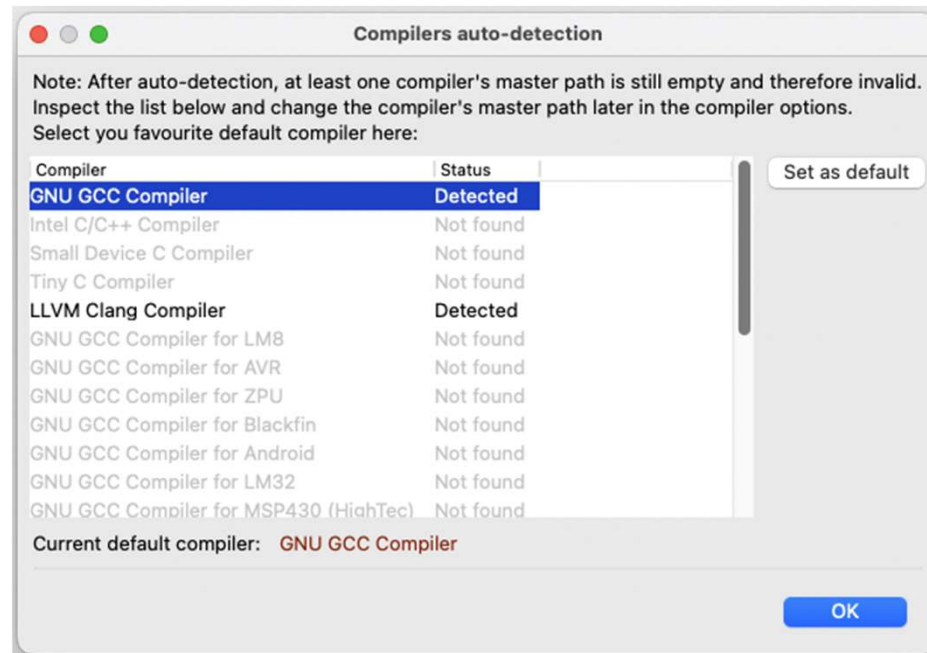 Compilers auto-detection
Note: After auto-detection, at least one compiler's master path is still empty and therefore invalid.
Inspect the list below and change the compiler's master path later in the compiler options.
Select you favourite default compiler here:
Compiler Status
Set as default
GNU GCC Compiler Detected
Intel C/C++ Compiler Not found
Small Device C Compiler Not found
Tiny C Compiler Not found
LLVM Clang Compiler Detected
GNU GCC Compiler for LM8 Not found
GNU GCC Compiler for AVR Not found
GNU GCC Compiler for ZPU Not found
GNU GCC Compiler for Blackfin Not found
GNU GCC Compiler for Android Not found
GNU GCC Compiler for LM32 Not found
GNU GCC Compiler for MSP430 (HighTec) Not found
Current default compiler: GNU GCC Compiler
OK